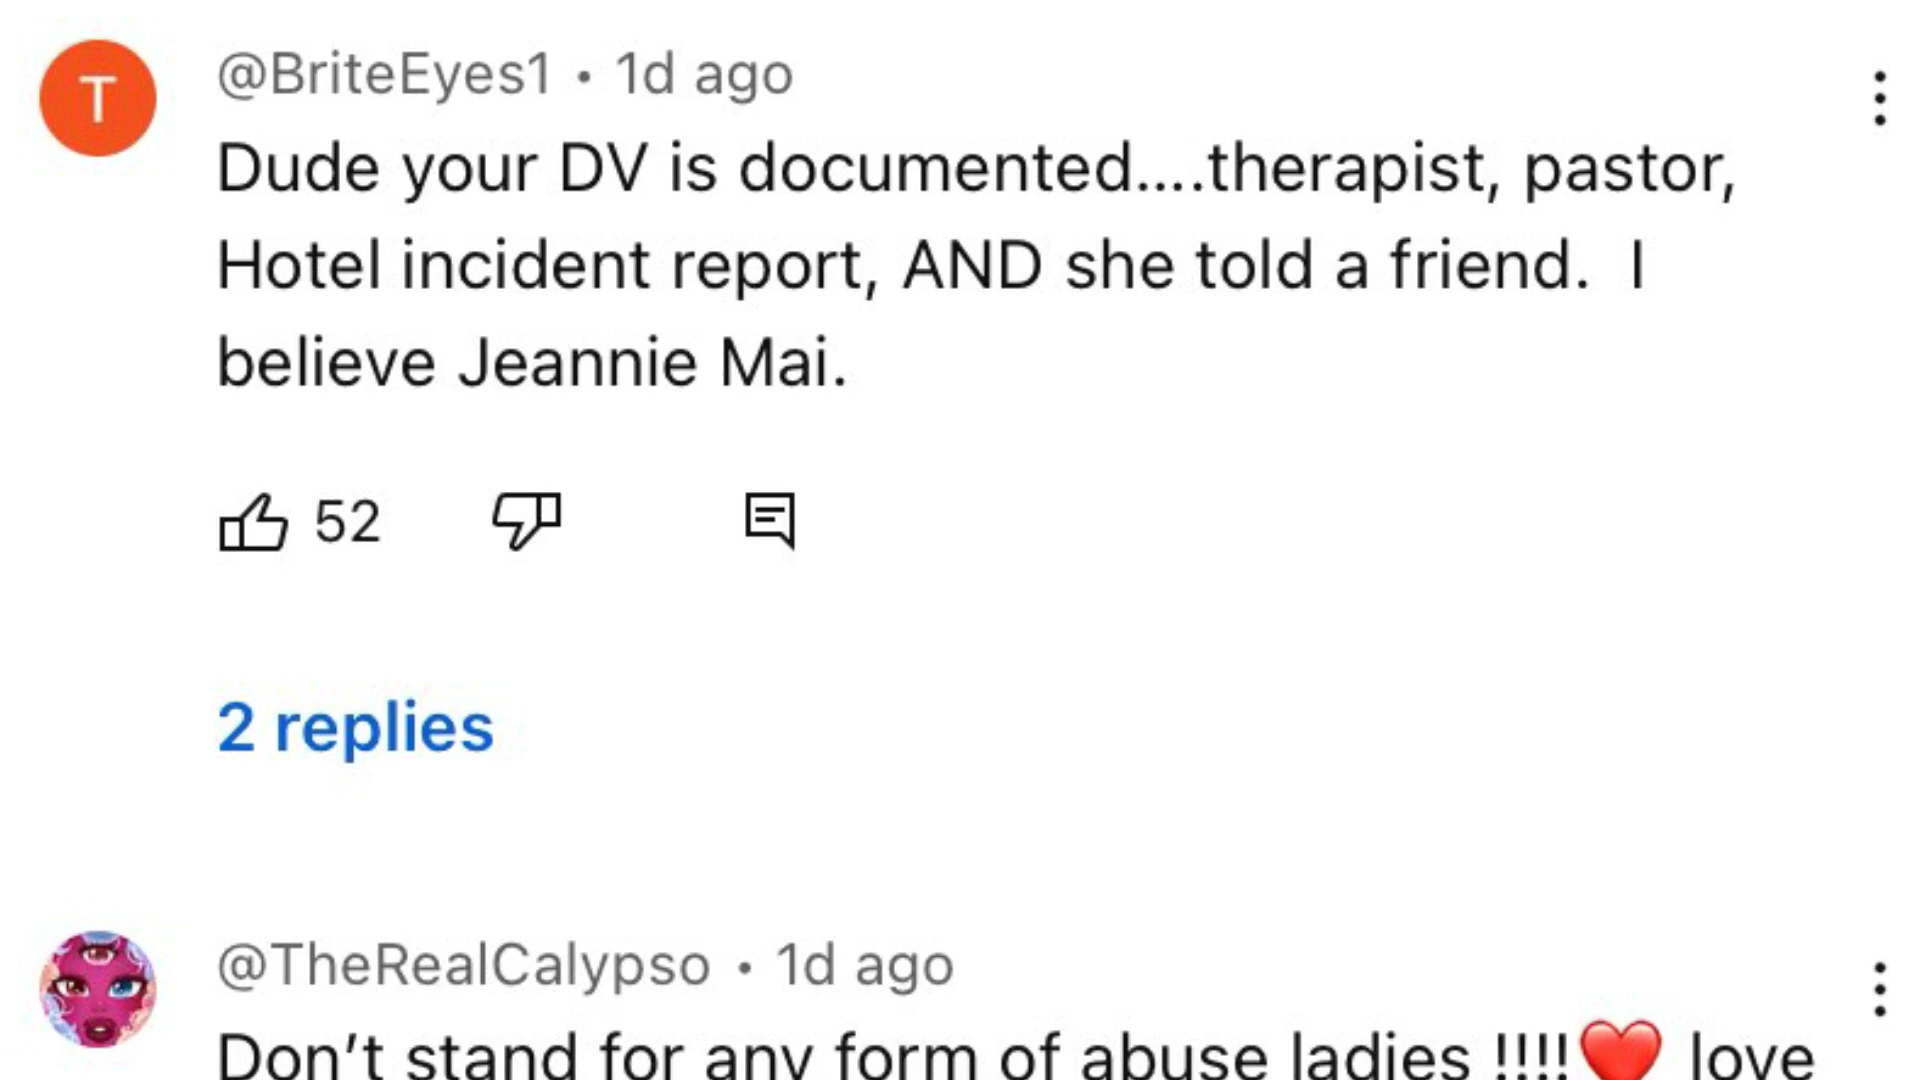 T
@BriteEyes1 • 1d ago
Dude your DV is documented....therapist, pastor,
Hotel incident report, AND she told a friend.  I
believe Jeannie Mai.
52
2 replies
@TheRealCalypso • 1d ago
Don’t stand for any form of abuse ladies !!!!❤️ love